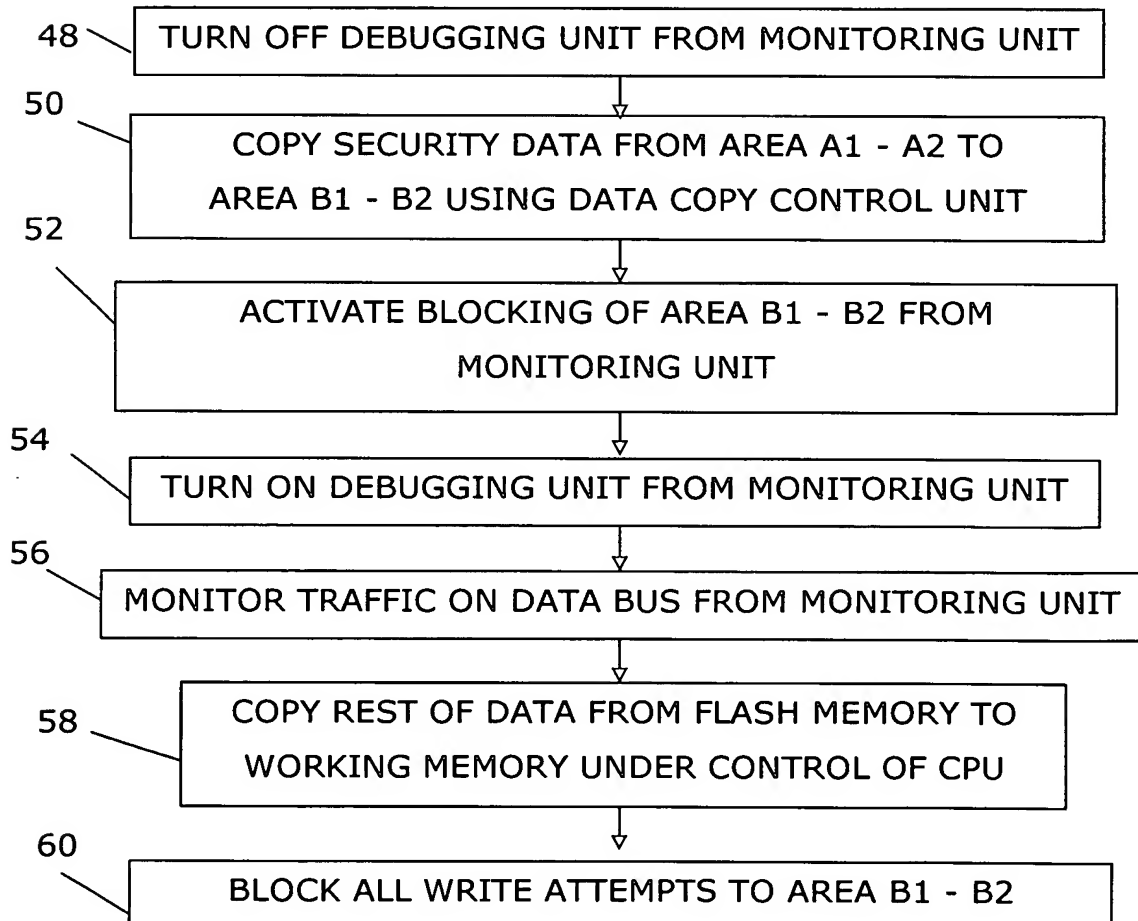 48
TURN OFF DEBUGGING UNIT FROM MONITORING UNIT
50
COPY SECURITY DATA FROM AREA A1 - A2 TO
AREA B1 - B2 USING DATA COPY CONTROL UNIT
52
ACTIVATE BLOCKING OF AREA B1 - B2 FROM
MONITORING UNIT
54
TURN ON DEBUGGING UNIT FROM MONITORING UNIT
56
MONITOR TRAFFIC ON DATA BUS FROM MONITORING UNIT
58
COPY REST OF DATA FROM FLASH MEMORY TO
WORKING MEMORY UNDER CONTROL OF CPU
60
BLOCK ALL WRITE ATTEMPTS TO AREA B1 - B2